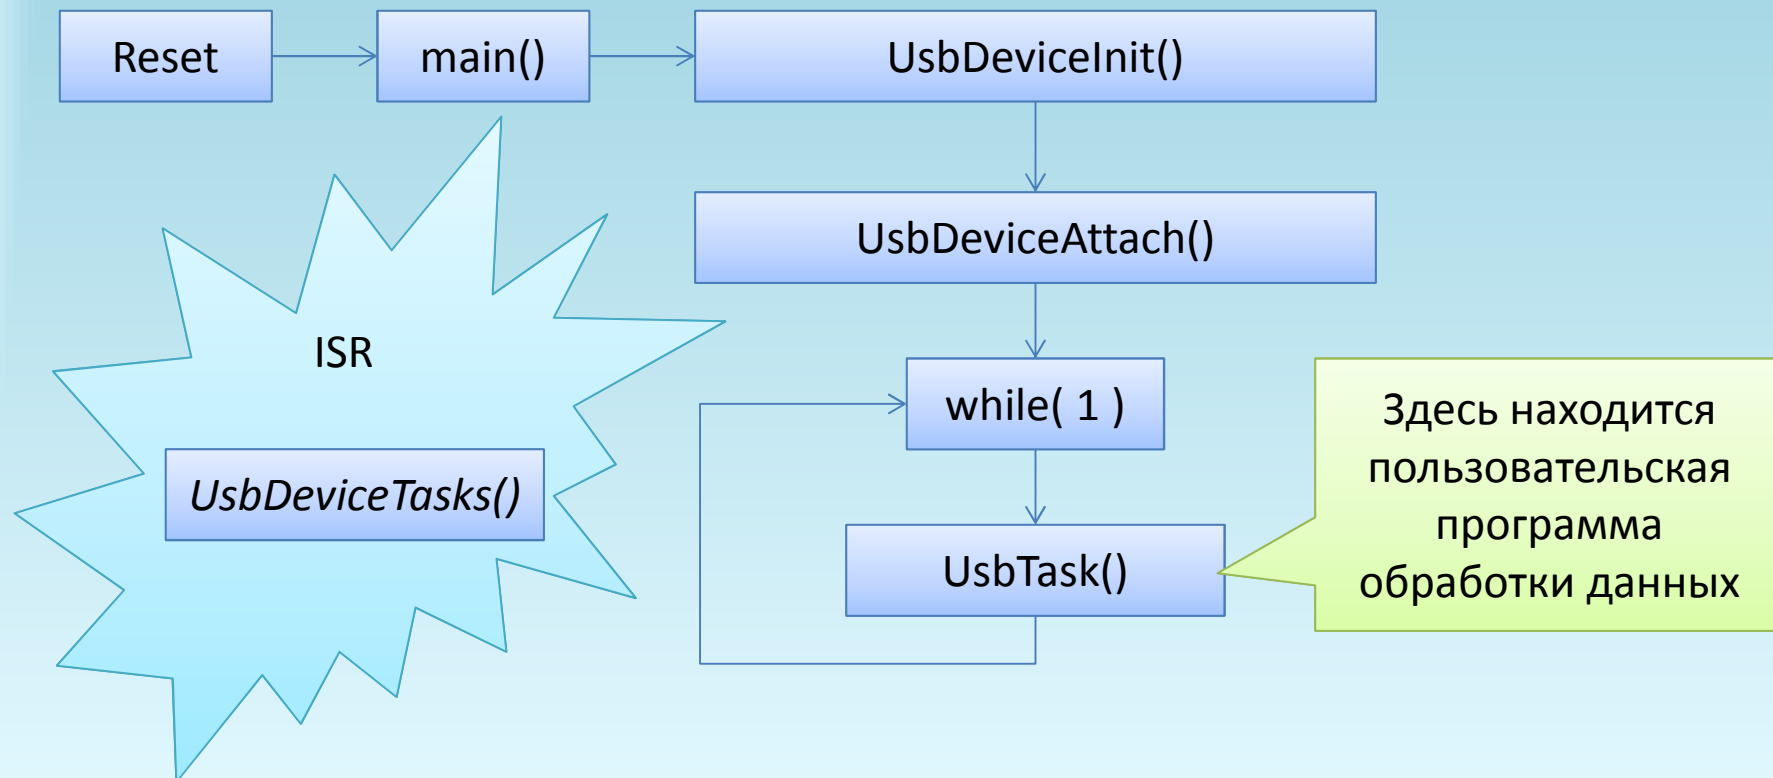 Reset
main()
UsbDeviceInit()
UsbDeviceAttach()
ISR
while( 1 )
UsbDeviceTasks()
UsbTask()
Здесь находится
пользовательская
программа
обработки данных